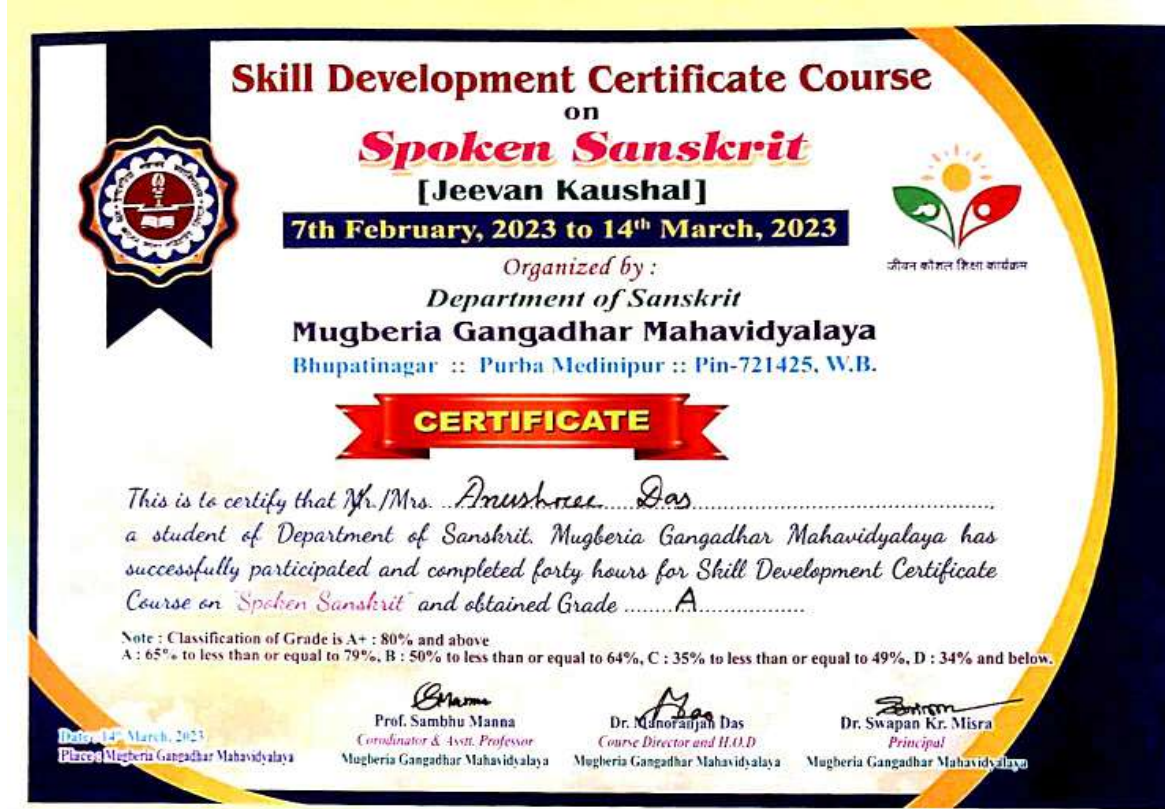 Skill Development Certificate Course
on
Spoken Sanskrit
[Jeevan Kaushal]
7th February, 2023 to 14th March, 2023
Organized by :
Department of Sanskrit
Mugberia Gangadhar Mahavidyalaya
Bhupatinagar :: Purba Medinipur :: Pin-721425, W.B.
जीवन कौशल शिक्षा कार्यक्रम
CERTIFICATE
This is to certify that Mr./Mrs. Anushree Das
a student of Department of Sanskrit. Mugberia Gangadhar Mahavidyalaya has
successfully participated and completed forty hours for Skill Development Certificate
Course on "Spoken Sanskrit" and obtained Grade ........A..................
Note : Classification of Grade is A+ : 80% and above
A : 65% to less than or equal to 79%, B : 50% to less than or equal to 64%, C : 35% to less than or equal to 49%, D : 34% and below.
Date : 14th March, 2023
Place : Mugberia Gangadhar Mahavidyalaya
Prof. Sambhu Manna
Corodinator & Astt. Professor
Mugberia Gangadhar Mahavidyalaya
Dr. Manoranjan Das
Course Director and H.O.D
Mugberia Gangadhar Mahavidyalaya
Dr. Swapan Kr. Misra
Principal
Mugberia Gangadhar Mahavidyalaya